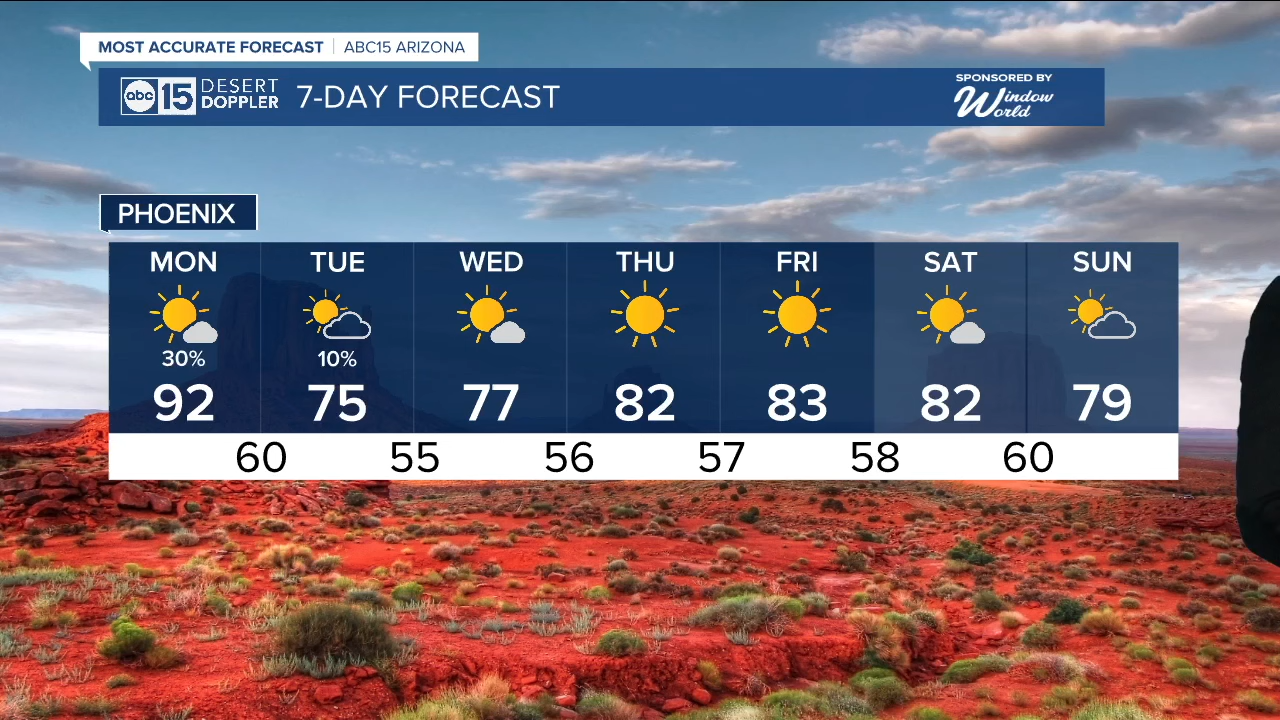 MOST ACCURATE FORECAST | ABC15 ARIZONA
abc 15 DESERT DOPPLER 7-DAY FORECAST
SPONSORED BY
Window World
PHOENIX
MON TUE WED THU FRI SAT SUN
30% 10%
92 75 77 82 83 82 79
60 55 56 57 58 60